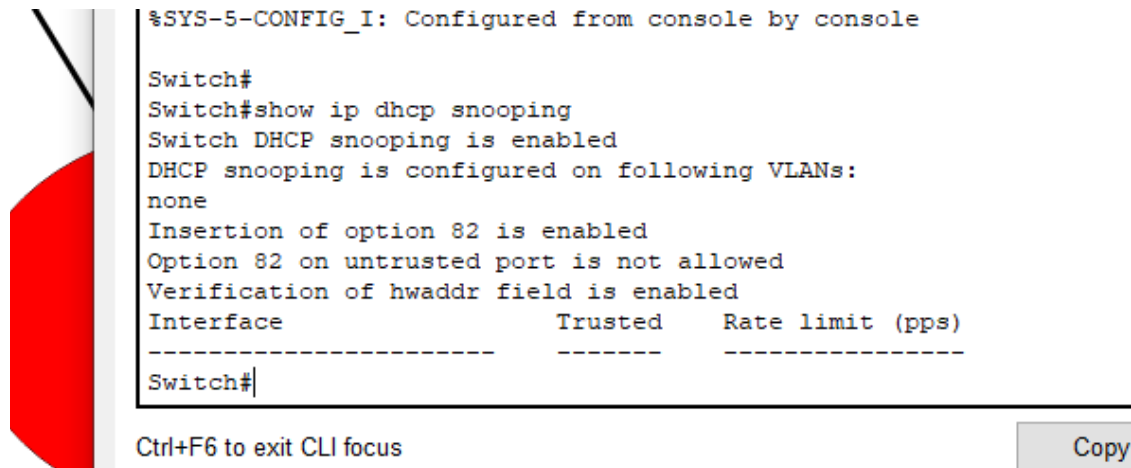 %SYS-5-CONFIG_I: Configured from console by console
Switch#
Switch#show ip dhcp snooping
Switch DHCP snooping is enabled
DHCP snooping is configured on following VLANs:
none
Insertion of option 82 is enabled
Option 82 on untrusted port is not allowed
Verification of hwaddr field is enabled
Interface                  Trusted    Rate limit (pps)
-----------------------    -------    ----------------
Switch#
Ctrl+F6 to exit CLI focus
Copy